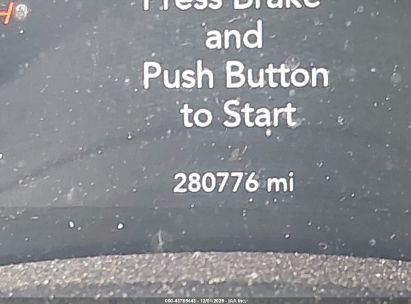 Press Brake
and
Push Button
to Start
280776 mi